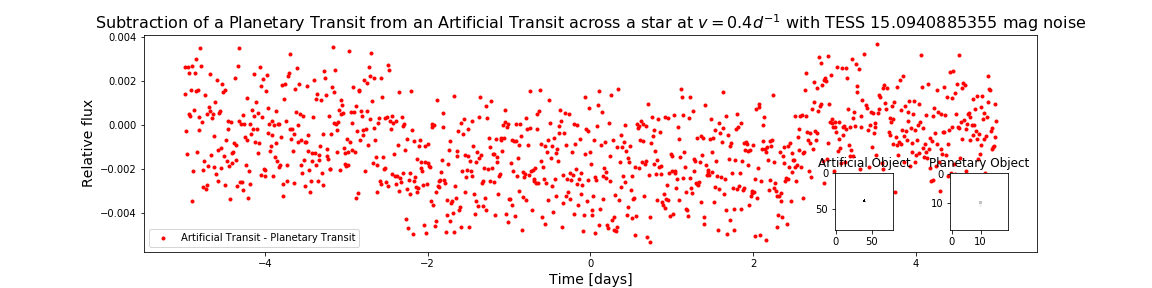 Subtraction of a Planetary Transit from an Artificial Transit across a star at v = 0.4d⁻¹ with TESS 15.0940885355 mag noise
0.004
0.002
0.000
−0.002
−0.004
Relative flux
Artificial Transit - Planetary Transit
Artificial Object
0
50
0 50
Planetary Object
0
10
0 10
−4 −2 0 2 4
Time [days]